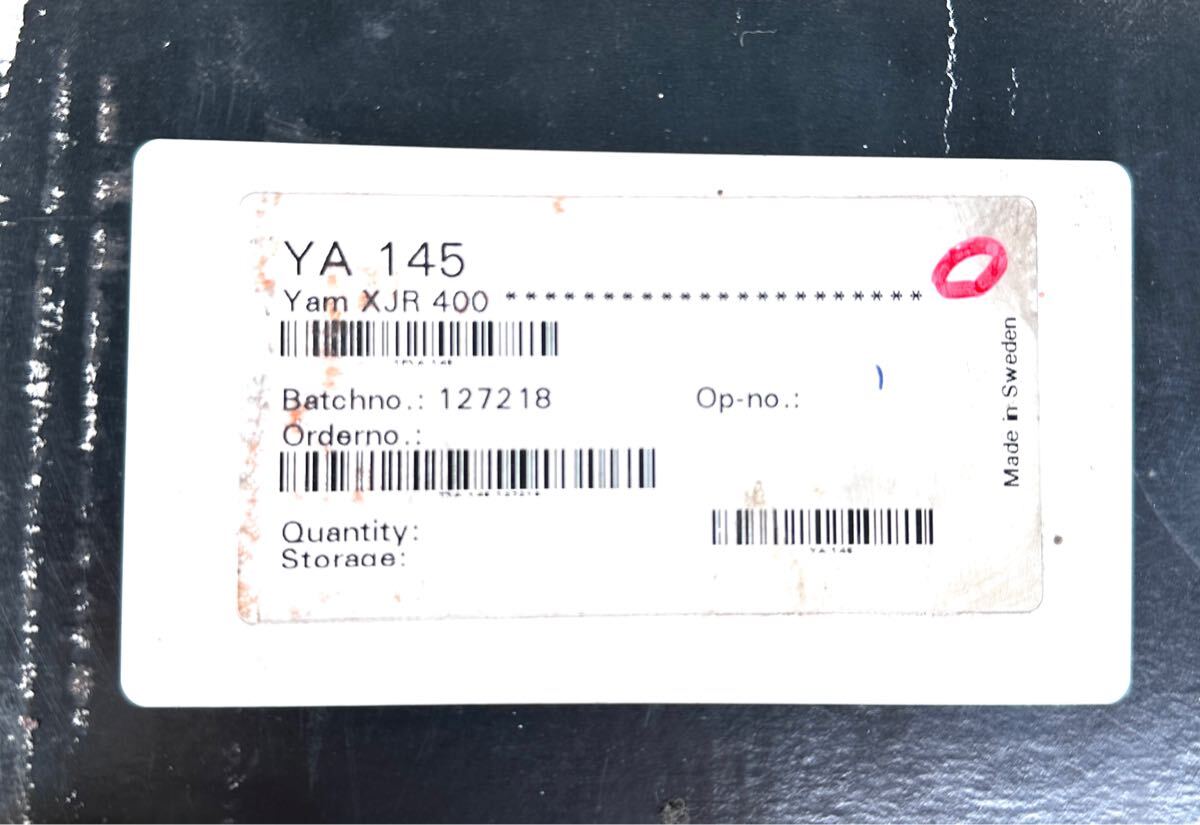 YA 145
Yam XJR 400 **********************
Batchno.: 127218
Op-no.:
Orderno.:
Quantity:
YA 145
Storage:
Made in Sweden